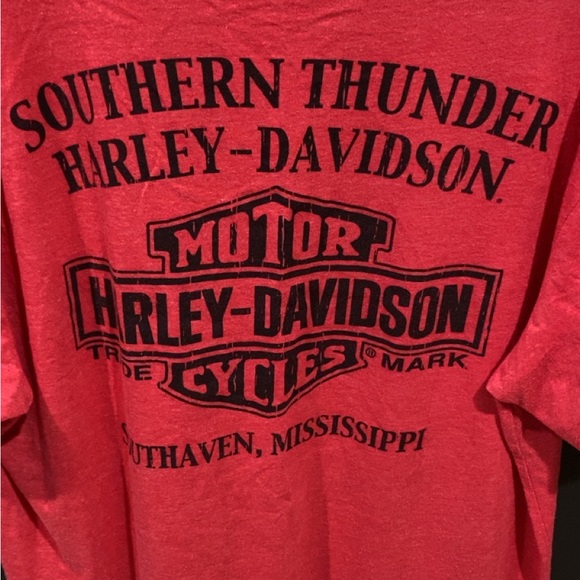 SOUTHERN THUNDER
HARLEY-DAVIDSON®
MOTOR
HARLEY-DAVIDSON
TRADE CYCLES ® MARK
SOUTHAVEN, MISSISSIPPI